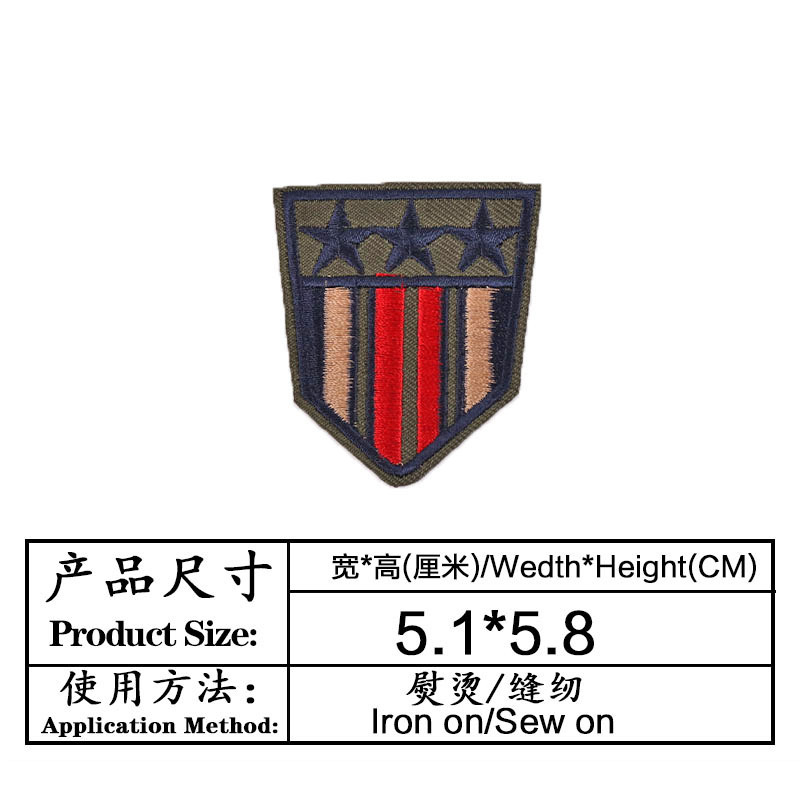 产品尺寸
Product Size:
宽*高(厘米)/Wedth*Height(CM)
5.1*5.8
使用方法：
Application Method:
熨烫/缝纫
Iron on/Sew on